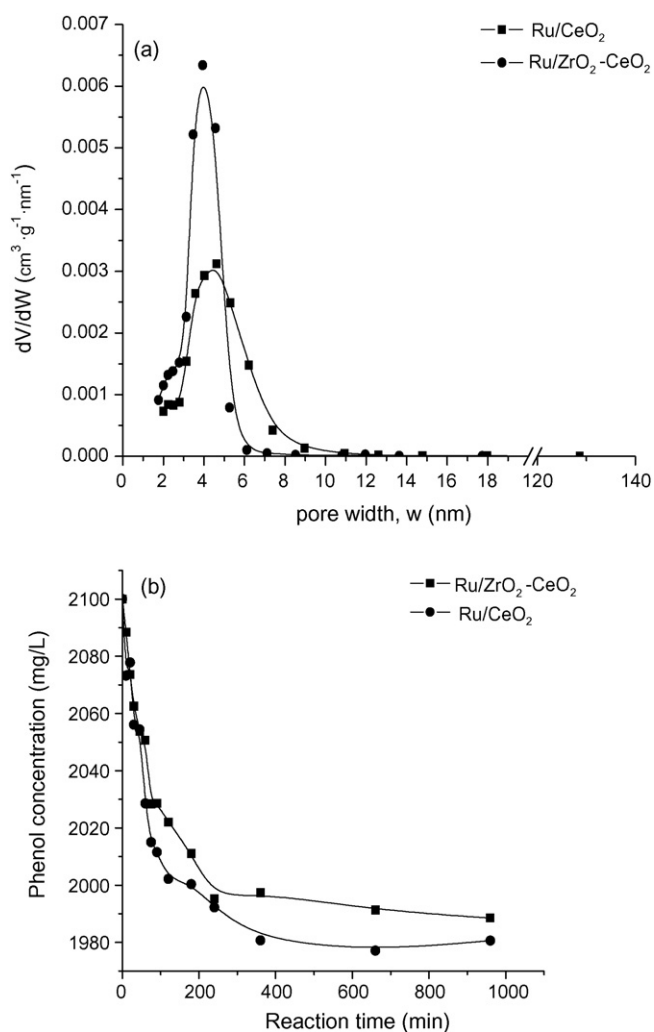 (a)
Ru/CeO₂
Ru/ZrO₂-CeO₂
0.007
0.006
0.005
0.004
0.003
0.002
0.001
0.000
dV/dW (cm³·g⁻¹·nm⁻¹)
0 2 4 6 8 10 12 14 16 18 120 140
pore width, w (nm)
(b)
Ru/ZrO₂-CeO₂
Ru/CeO₂
2100
2080
2060
2040
2020
2000
1980
Phenol concentration (mg/L)
0 200 400 600 800 1000
Reaction time (min)